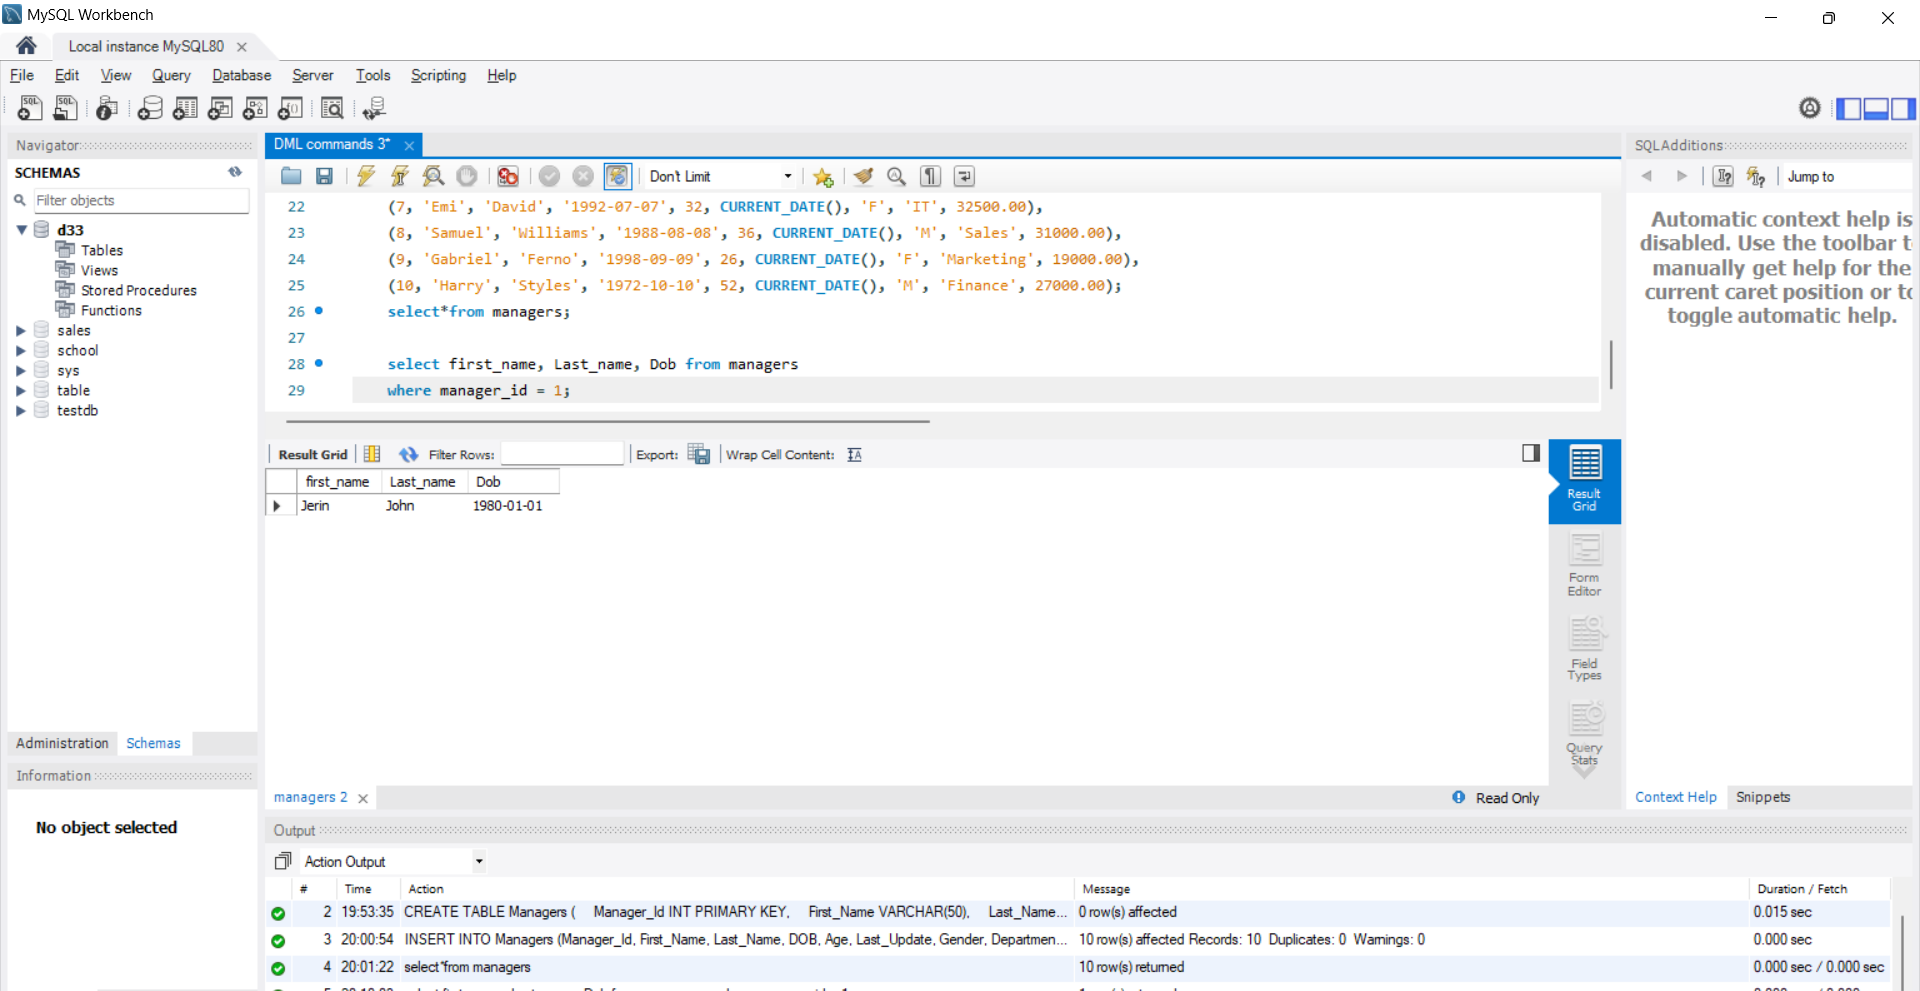 MySQL Workbench
Local instance MySQL80
File Edit View Query Database Server Tools Scripting Help
Navigator
SCHEMAS
Filter objects
d33
Tables
Views
Stored Procedures
Functions
sales
school
sys
table
testdb
Administration Schemas
Information
No object selected
DML commands 3*
Don't Limit
22 (7, 'Emi', 'David', '1992-07-07', 32, CURRENT_DATE(), 'F', 'IT', 32500.00),
23 (8, 'Samuel', 'Williams', '1988-08-08', 36, CURRENT_DATE(), 'M', 'Sales', 31000.00),
24 (9, 'Gabriel', 'Ferno', '1998-09-09', 26, CURRENT_DATE(), 'F', 'Marketing', 19000.00),
25 (10, 'Harry', 'Styles', '1972-10-10', 52, CURRENT_DATE(), 'M', 'Finance', 27000.00);
26 select*from managers;
27
28 select first_name, Last_name, Dob from managers
29 where manager_id = 1;
Result Grid Filter Rows: Export: Wrap Cell Content:
first_name Last_name Dob
Jerin John 1980-01-01
Result
Grid
Form
Editor
Field
Types
Query
Stats
managers 2
Read Only
SQLAdditions
Jump to
Automatic context help is
disabled. Use the toolbar t
manually get help for the
current caret position or to
toggle automatic help.
Context Help Snippets
Output
Action Output
# Time Action Message Duration / Fetch
2 19:53:35 CREATE TABLE Managers ( Manager_Id INT PRIMARY KEY, First_Name VARCHAR(50), Last_Name... 0 row(s) affected 0.015 sec
3 20:00:54 INSERT INTO Managers (Manager_Id, First_Name, Last_Name, DOB, Age, Last_Update, Gender, Departmen... 10 row(s) affected Records: 10 Duplicates: 0 Warnings: 0 0.000 sec
4 20:01:22 select*from managers 10 row(s) returned 0.000 sec / 0.000 sec